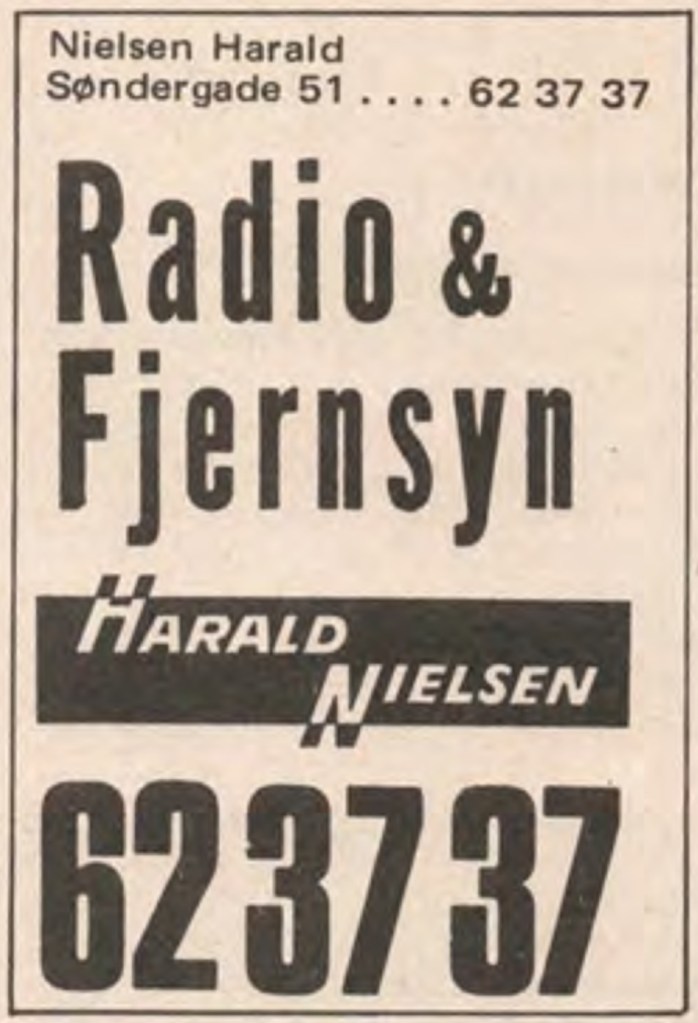 Nielsen Harald
Søndergade 51 . . . . 62 37 37
Radio &
Fjernsyn
HARALD
NIELSEN
62 37 37